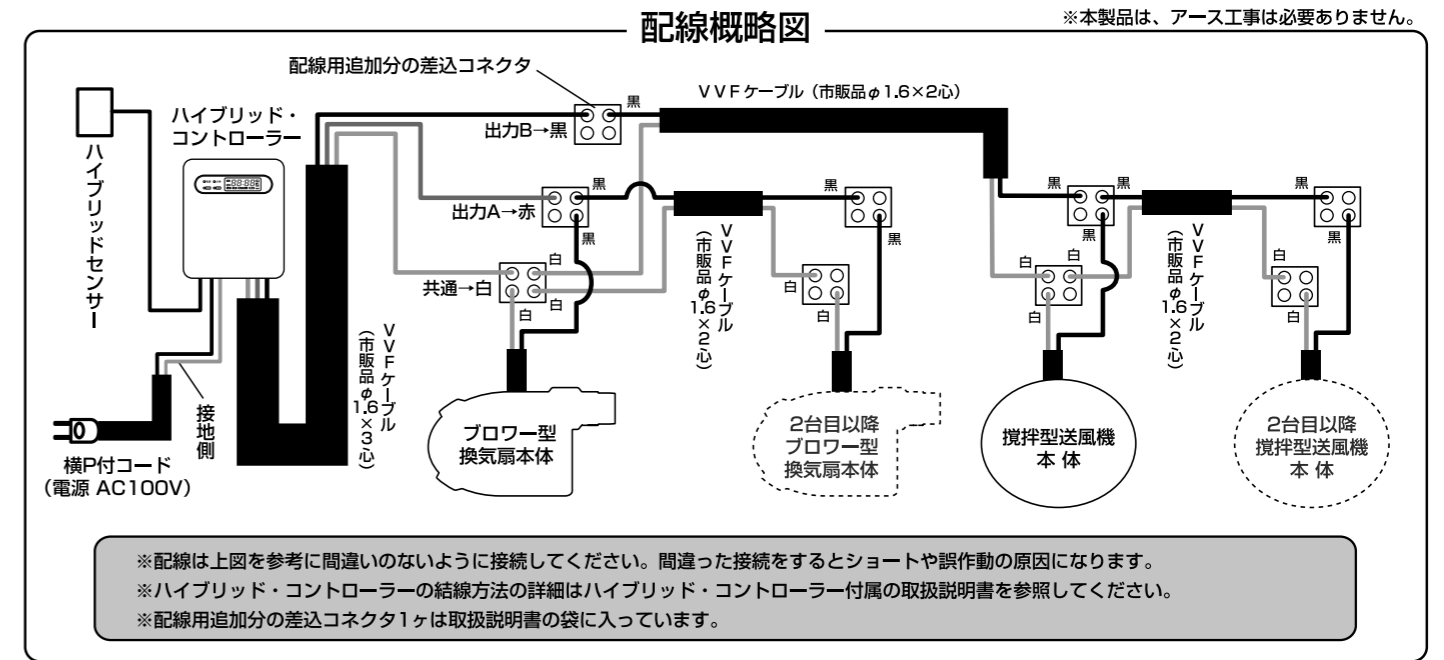 配線概略図
※本製品は、アース工事は必要ありません。
配線用追加分の差込コネクタ
VVFケーブル（市販品φ1.6×2心）
ハイブリッド・
コントローラー
ハイブリッドセンサー
黒
出力B→黒
黒
黒
黒
黒
黒
出力A→赤
黒
黒
黒
黒
VVFケーブル
（市販品φ1.6×2心）
VVFケーブル
（市販品φ1.6×2心）
白
共通→白
白
白
白
白
白
白
白
白
白
VVFケーブル
（市販品φ1.6×3心）
接地側
横P付コード
（電源 AC100V）
ブロワー型
換気扇本体
2台目以降
ブロワー型
換気扇本体
撹拌型送風機
本 体
2台目以降
撹拌型送風機
本 体
※配線は上図を参考に間違いのないように接続してください。間違った接続をするとショートや誤作動の原因になります。
※ハイブリッド・コントローラーの結線方法の詳細はハイブリッド・コントローラー付属の取扱説明書を参照してください。
※配線用追加分の差込コネクタ1ヶは取扱説明書の袋に入っています。